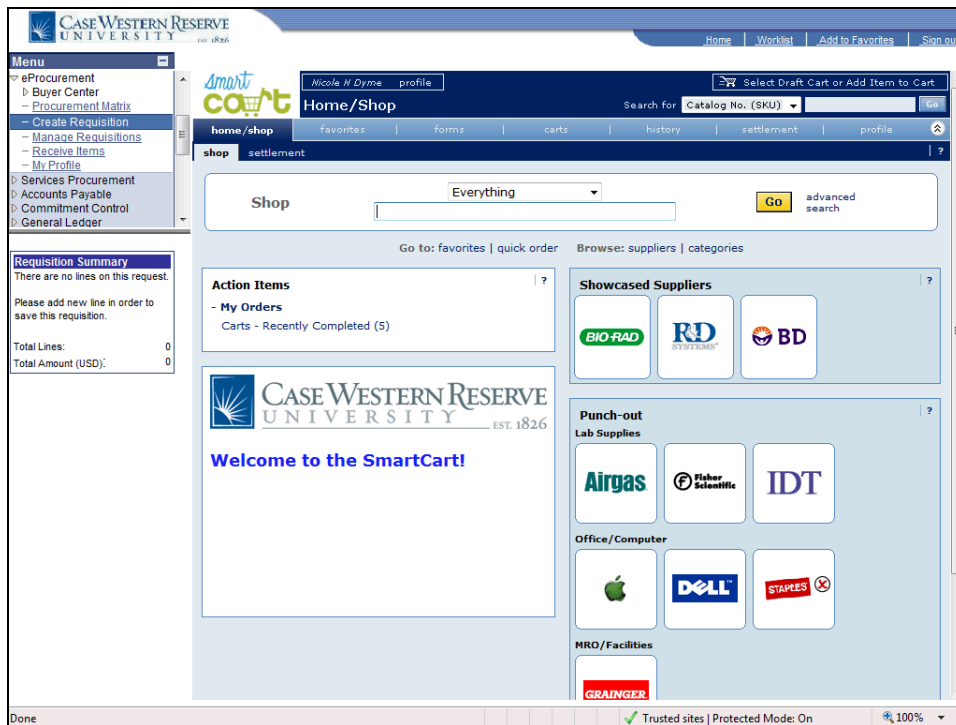 CASE WESTERN RESERVE
UNIVERSITY EST. 1826
Home | Worklist | Add to Favorites | Sign ou
Menu
eProcurement
Buyer Center
– Procurement Matrix
– Create Requisition
– Manage Requisitions
– Receive Items
– My Profile
Services Procurement
Accounts Payable
Commitment Control
General Ledger
Requisition Summary
There are no lines on this request.
Please add new line in order to
save this requisition.
Total Lines: 0
Total Amount (USD): 0
smart
cart
Nicole N Dyme profile
Select Draft Cart or Add Item to Cart
Home/Shop
Search for Catalog No. (SKU) Go
home/shop | favorites | forms | carts | history | settlement | profile
shop settlement | ?
Shop
Everything
Go
advanced
search
Go to: favorites | quick order Browse: suppliers | categories
Action Items | ?
- My Orders
Carts - Recently Completed (5)
CASE WESTERN RESERVE
UNIVERSITY EST. 1826
Welcome to the SmartCart!
Showcased Suppliers | ?
BIO-RAD
R&D
SYSTEMS
BD
Punch-out | ?
Lab Supplies
Airgas
Fisher
Scientific
IDT
Office/Computer
DELL
STAPLES
MRO/Facilities
GRAINGER
Done
Trusted sites | Protected Mode: On
100%